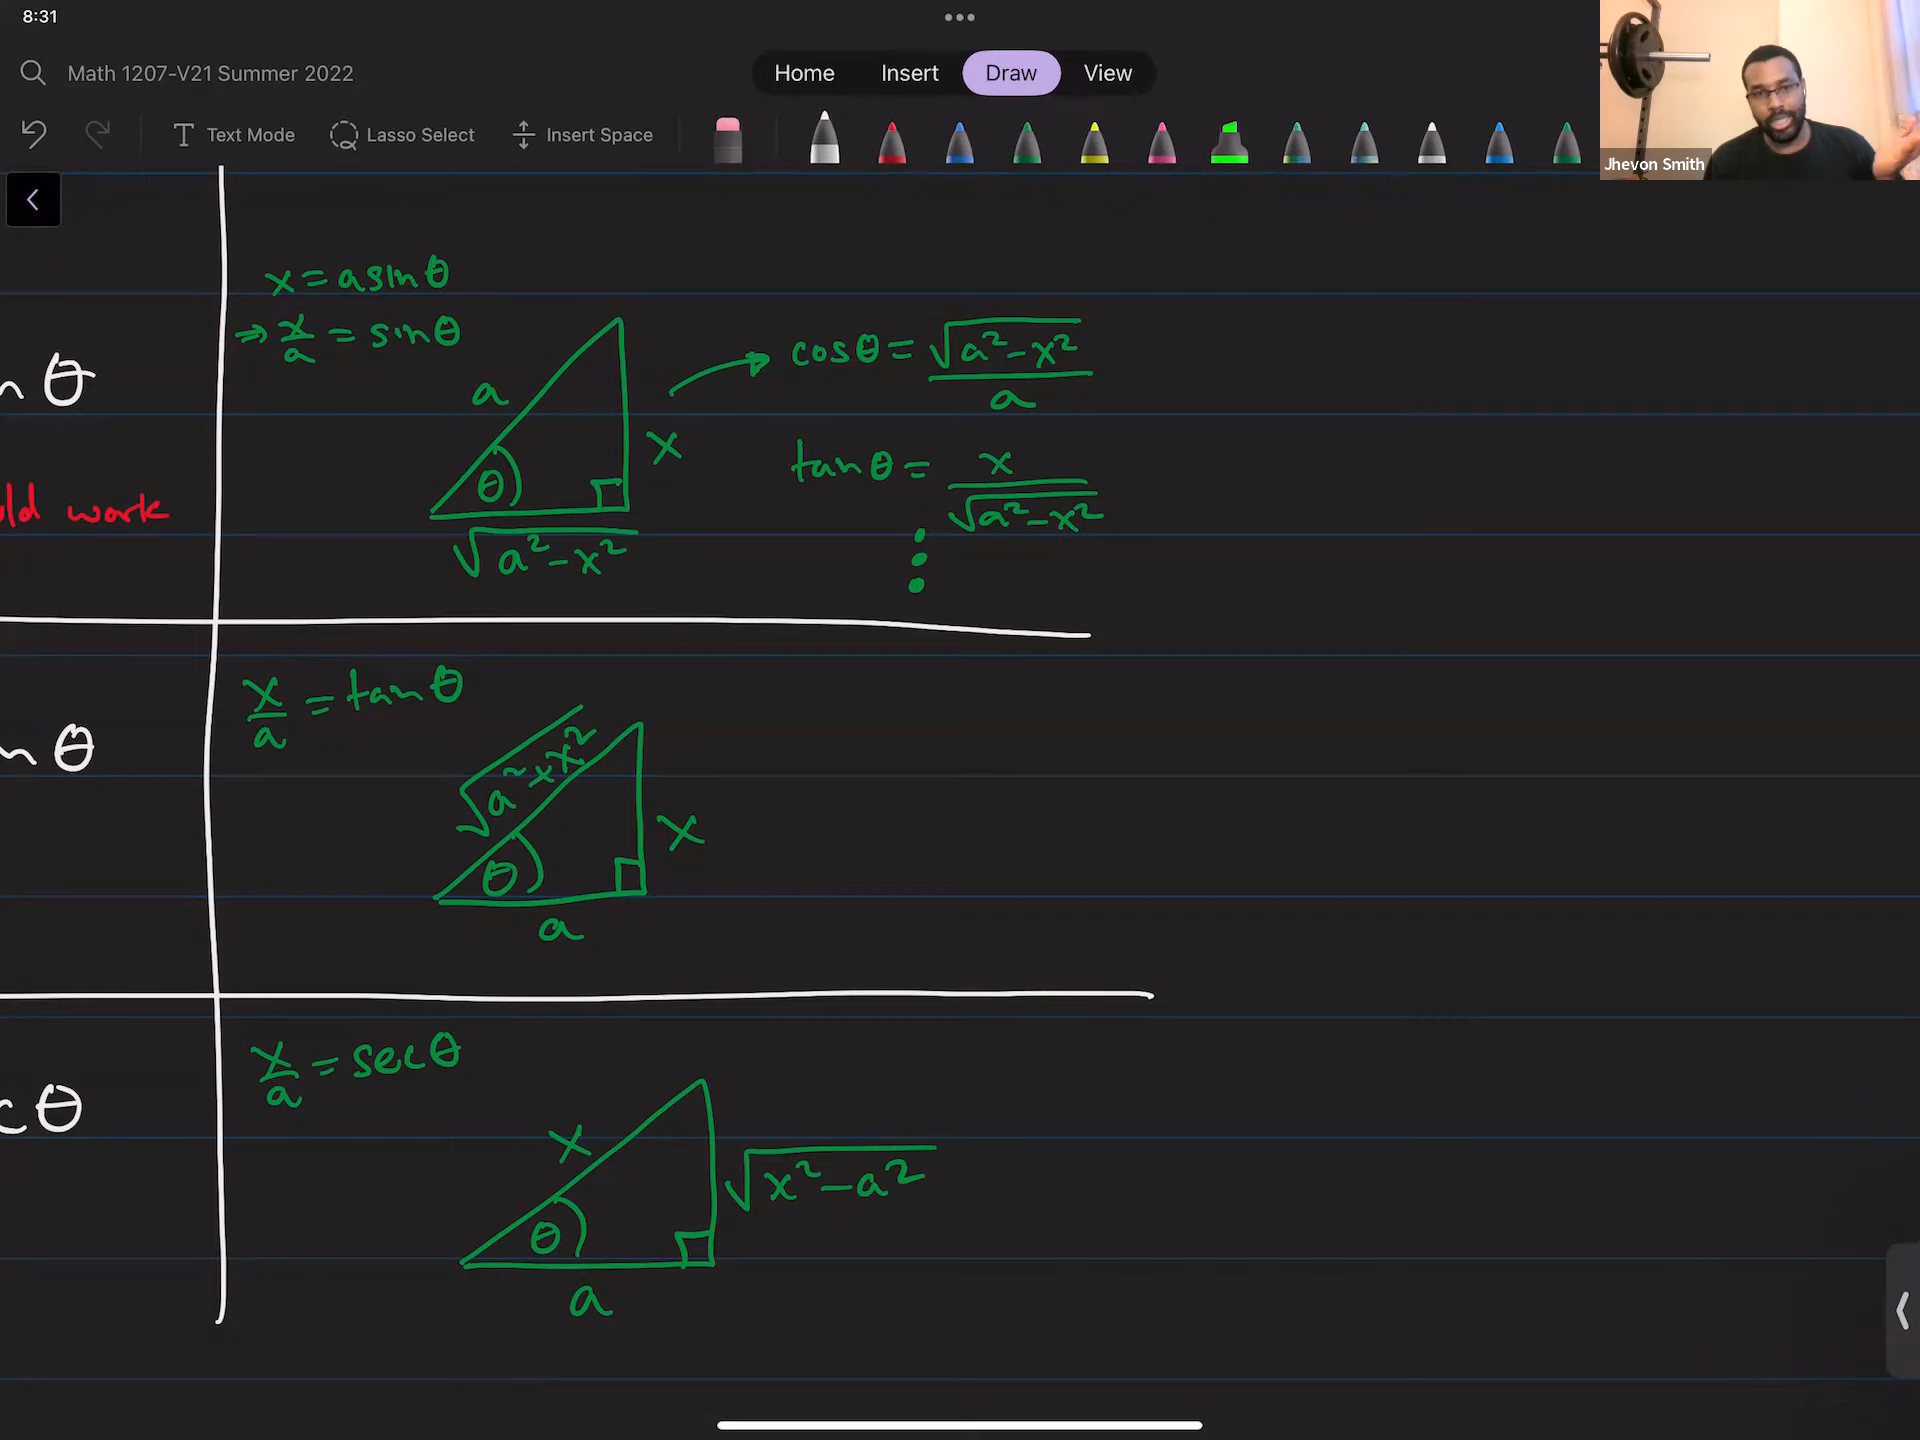 8:31
Math 1207-V21 Summer 2022
Home Insert Draw View
Text Mode Lasso Select Insert Space
Jhevon Smith
x = a sin θ
⇒ x/a = sin θ
a
θ
x
√(a² - x²)
cos θ = √(a² - x²)/a
tan θ = x/√(a² - x²)
⋮
n θ
ld work
x/a = tan θ
√(a² + x²)
θ
x
a
n θ
x/a = sec θ
x
θ
√(x² - a²)
a
c θ